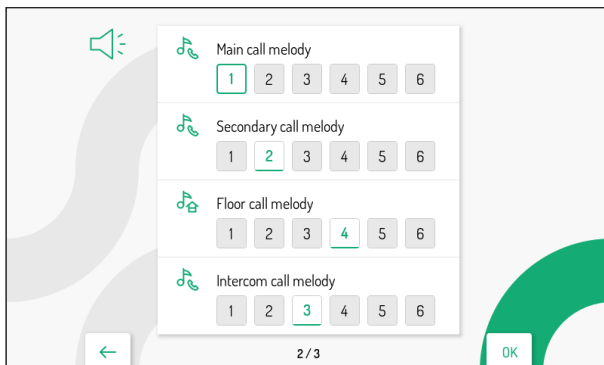 Main call melody
1 2 3 4 5 6
Secondary call melody
1 2 3 4 5 6
Floor call melody
1 2 3 4 5 6
Intercom call melody
1 2 3 4 5 6
2/3
OK